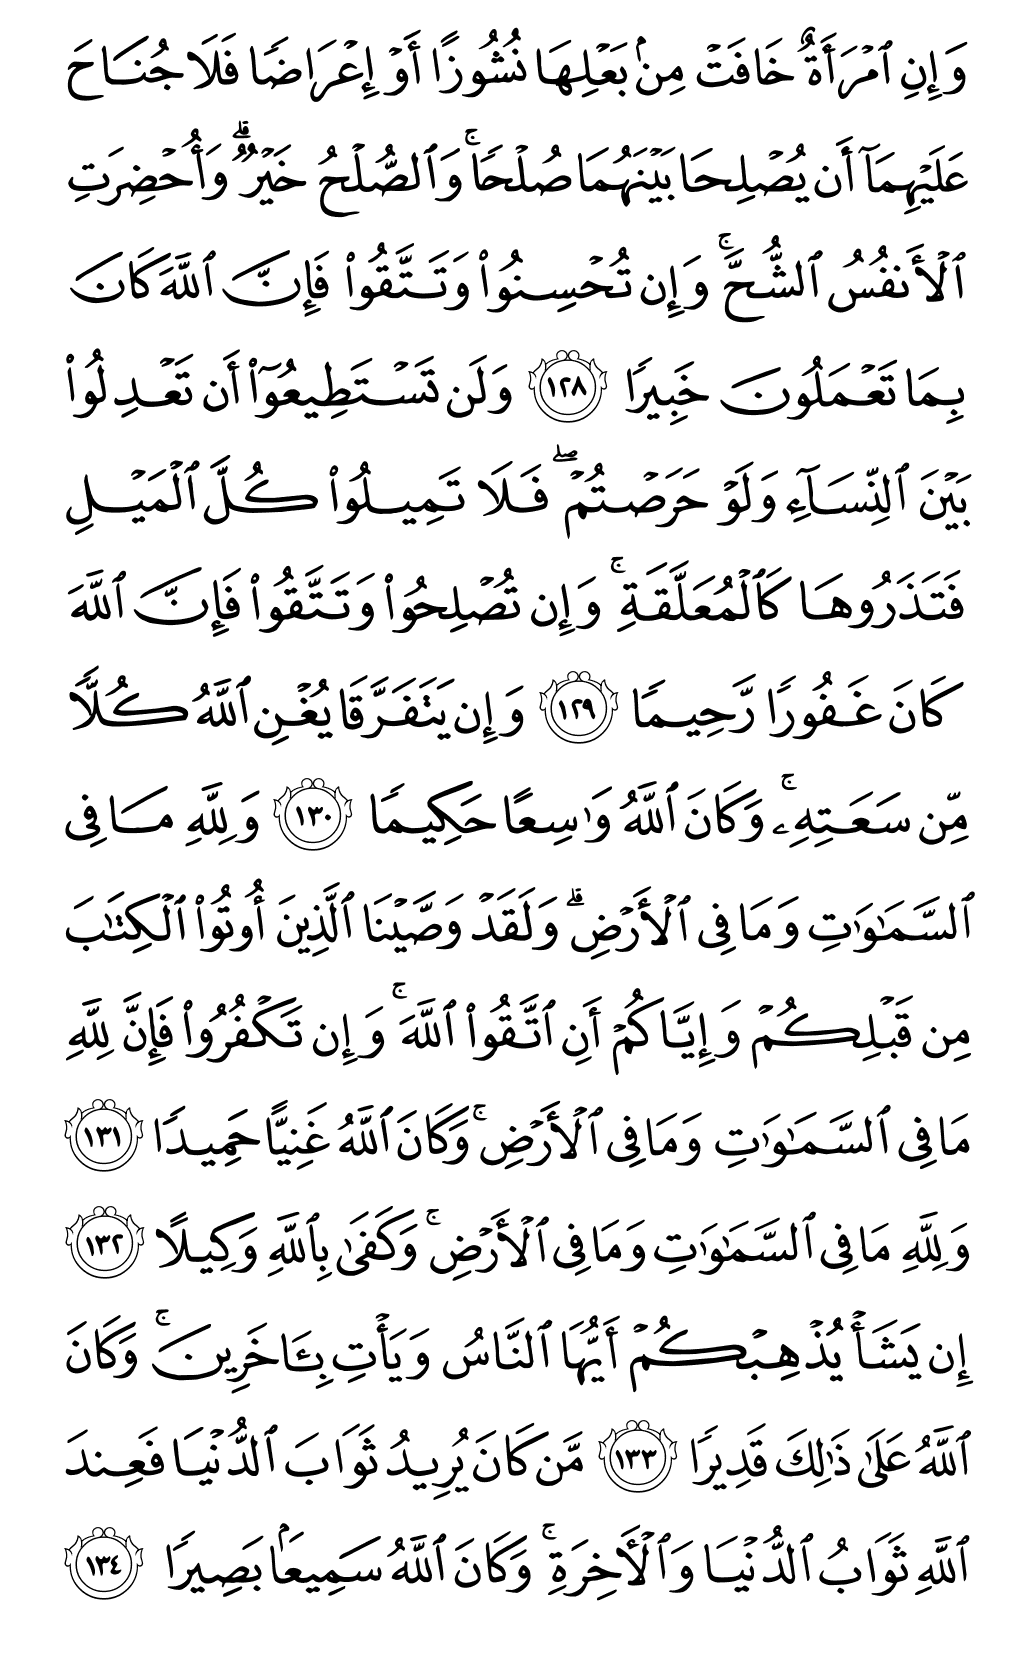 وَإِنِ ٱمۡرَأَةٌ خَافَتۡ مِنۢ بَعۡلِهَا نُشُوزًا أَوۡ إِعۡرَاضٗا فَلَا جُنَاحَ
عَلَيۡهِمَآ أَن يُصۡلِحَا بَيۡنَهُمَا صُلۡحٗاۚ وَٱلصُّلۡحُ خَيۡرٞۗ وَأُحۡضِرَتِ
ٱلۡأَنفُسُ ٱلشُّحَّۚ وَإِن تُحۡسِنُواْ وَتَتَّقُواْ فَإِنَّ ٱللَّهَ كَانَ
بِمَا تَعۡمَلُونَ خَبِيرٗا ١٢٨ وَلَن تَسۡتَطِيعُوٓاْ أَن تَعۡدِلُواْ
بَيۡنَ ٱلنِّسَآءِ وَلَوۡ حَرَصۡتُمۡۖ فَلَا تَمِيلُواْ كُلَّ ٱلۡمَيۡلِ
فَتَذَرُوهَا كَٱلۡمُعَلَّقَةِۚ وَإِن تُصۡلِحُواْ وَتَتَّقُواْ فَإِنَّ ٱللَّهَ
كَانَ غَفُورٗا رَّحِيمٗا ١٢٩ وَإِن يَتَفَرَّقَا يُغۡنِ ٱللَّهُ كُلّٗا
مِّن سَعَتِهِۦۚ وَكَانَ ٱللَّهُ وَٰسِعًا حَكِيمٗا ١٣٠ وَلِلَّهِ مَا فِي
ٱلسَّمَٰوَٰتِ وَمَا فِي ٱلۡأَرۡضِۗ وَلَقَدۡ وَصَّيۡنَا ٱلَّذِينَ أُوتُواْ ٱلۡكِتَٰبَ
مِن قَبۡلِكُمۡ وَإِيَّاكُمۡ أَنِ ٱتَّقُواْ ٱللَّهَۚ وَإِن تَكۡفُرُواْ فَإِنَّ لِلَّهِ
مَا فِي ٱلسَّمَٰوَٰتِ وَمَا فِي ٱلۡأَرۡضِۚ وَكَانَ ٱللَّهُ غَنِيًّا حَمِيدٗا ١٣١
وَلِلَّهِ مَا فِي ٱلسَّمَٰوَٰتِ وَمَا فِي ٱلۡأَرۡضِۚ وَكَفَىٰ بِٱللَّهِ وَكِيلًا ١٣٢
إِن يَشَأۡ يُذۡهِبۡكُمۡ أَيُّهَا ٱلنَّاسُ وَيَأۡتِ بِـَٔاخَرِينَۚ وَكَانَ
ٱللَّهُ عَلَىٰ ذَٰلِكَ قَدِيرٗا ١٣٣ مَّن كَانَ يُرِيدُ ثَوَابَ ٱلدُّنۡيَا فَعِندَ
ٱللَّهِ ثَوَابُ ٱلدُّنۡيَا وَٱلۡأٓخِرَةِۚ وَكَانَ ٱللَّهُ سَمِيعَۢا بَصِيرٗا ١٣٤